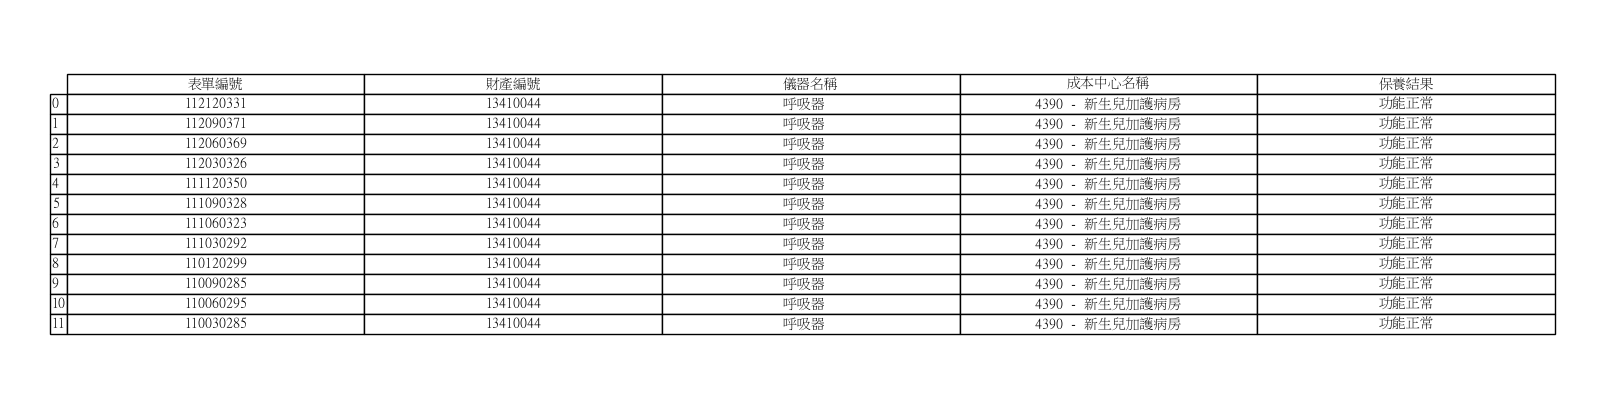 表單編號 財產編號 儀器名稱 成本中心名稱 保養結果
0 112120331 13410044 呼吸器 4390 - 新生兒加護病房 功能正常
1 112090371 13410044 呼吸器 4390 - 新生兒加護病房 功能正常
2 112060369 13410044 呼吸器 4390 - 新生兒加護病房 功能正常
3 112030326 13410044 呼吸器 4390 - 新生兒加護病房 功能正常
4 111120350 13410044 呼吸器 4390 - 新生兒加護病房 功能正常
5 111090328 13410044 呼吸器 4390 - 新生兒加護病房 功能正常
6 111060323 13410044 呼吸器 4390 - 新生兒加護病房 功能正常
7 111030292 13410044 呼吸器 4390 - 新生兒加護病房 功能正常
8 110120299 13410044 呼吸器 4390 - 新生兒加護病房 功能正常
9 110090285 13410044 呼吸器 4390 - 新生兒加護病房 功能正常
10 110060295 13410044 呼吸器 4390 - 新生兒加護病房 功能正常
11 110030285 13410044 呼吸器 4390 - 新生兒加護病房 功能正常